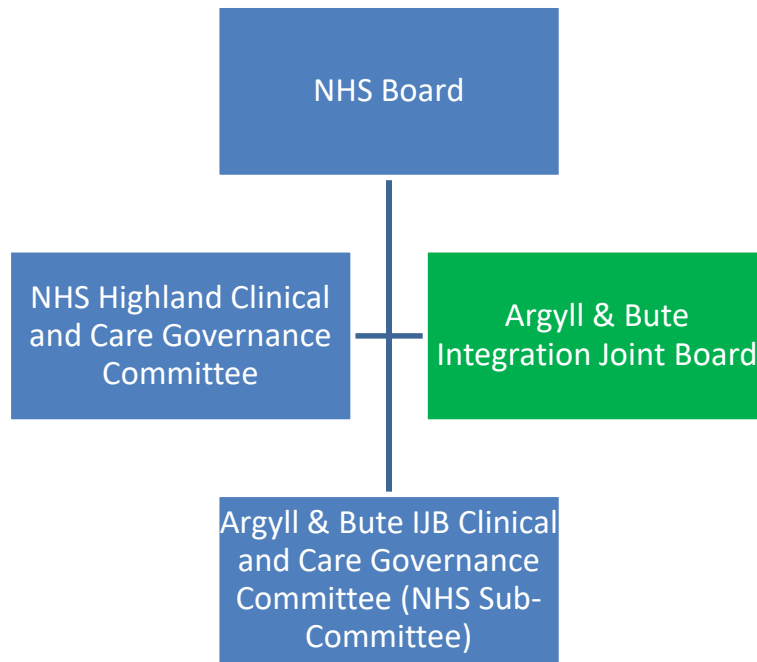 NHS Board
NHS Highland Clinical
and Care Governance
Committee
Argyll & Bute
Integration Joint Board
Argyll & Bute IJB Clinical
and Care Governance
Committee (NHS Sub-
Committee)